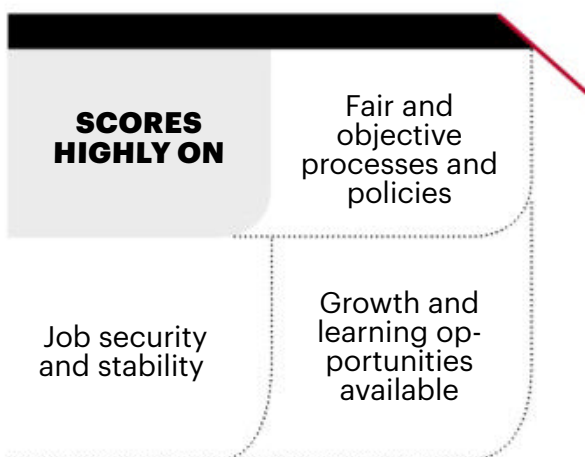 SCORES
HIGHLY ON
Fair and
objective
processes and
policies
Job security
and stability
Growth and
learning op-
portunities
available